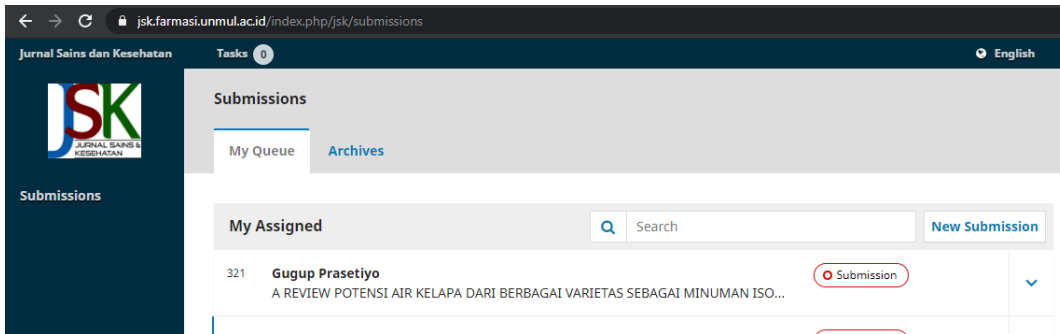 jsk.farmasi.unmul.ac.id/index.php/jsk/submissions
Jurnal Sains dan Kesehatan Tasks 0 English
JSK
JURNAL SAINS &
KESEHATAN
Submissions
Submissions
My Queue Archives
My Assigned Search New Submission
321 Gugup Prasetiyo Submission
A REVIEW POTENSI AIR KELAPA DARI BERBAGAI VARIETAS SEBAGAI MINUMAN ISO...